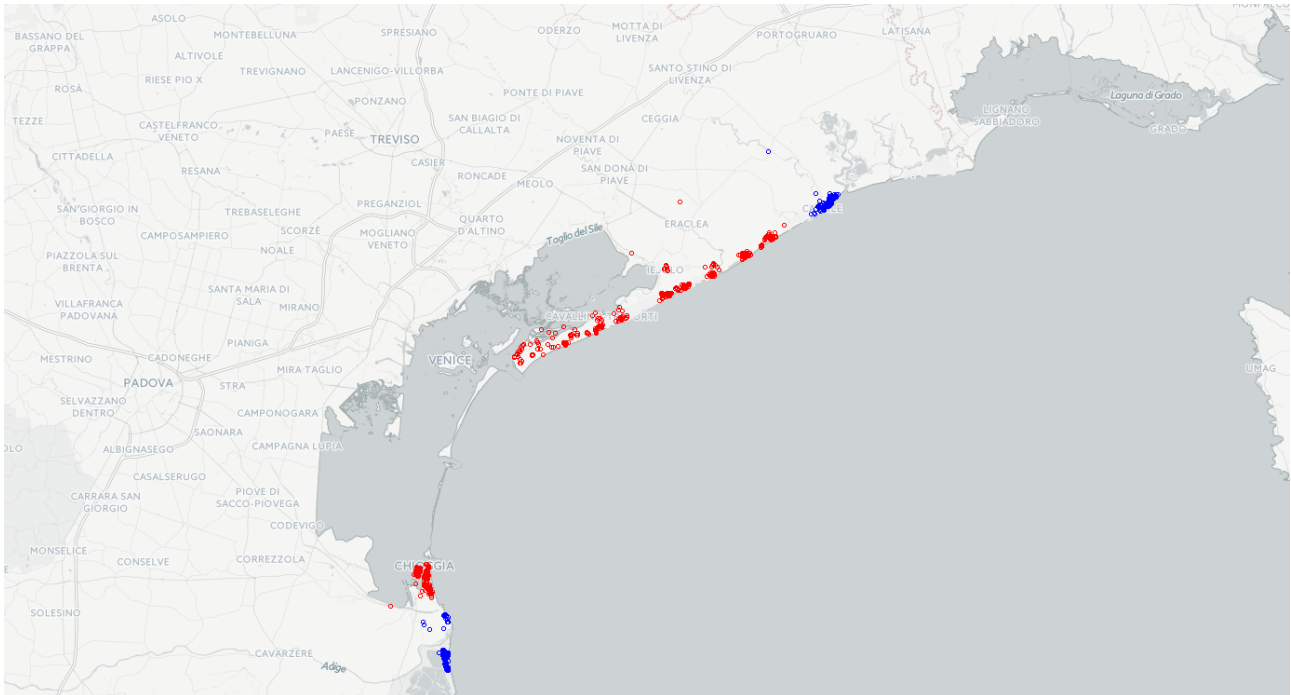 ASOLO
SPRESIANO
MOTTA DI
LIVENZA
ODERZO
PORTOGRUARO
LATISANA
BASSANO DEL
GRAPPA
MONTEBELLUNA
ALTIVOLE
TREVIGNANO
LANCENIGO-VILLORBA
SANTO STINO DI
LIVENZA
RIESE PIO X
ROSÀ
PONTE DI PIAVE
Laguna di Grado
PONZANO
LIGNANO
SABBIADORO
TEZZE
CASTELFRANCO
VENETO
PAESE
TREVISO
SAN BIAGIO DI
CALLALTA
CEGGIA
GRADO
NOVENTA DI
PIAVE
CITTADELLA
CASIER
RESANA
RONCADE
MEOLO
SAN DONÀ DI
PIAVE
SAN GIORGIO IN
BOSCO
TREBASELEGHE
PREGANZIOL
QUARTO
D'ALTINO
ERACLEA
CAMPOSAMPIERO
SCORZÈ
MOGLIANO
VENETO
Taglio del Sile
NOALE
PIAZZOLA SUL
BRENTA
SANTA MARIA DI
SALA
MIRANO
VILLAFRANCA
PADOVANA
PIANIGA
MESTRINO
CADONEGHE
VENICE
MIRA TAGLIO
UMAG
PADOVA
STRA
SELVAZZANO
DENTRO
CAMPONOGARA
SAONARA
ALBIGNASEGO
CAMPAGNA LUPIA
CASALSERUGO
CARRARA SAN
GIORGIO
PIOVE DI
SACCO-PIOVEGA
CODEVIGO
MONSELICE
CONSELVE
CORREZZOLA
SOLESINO
CAVARZERE
Adige